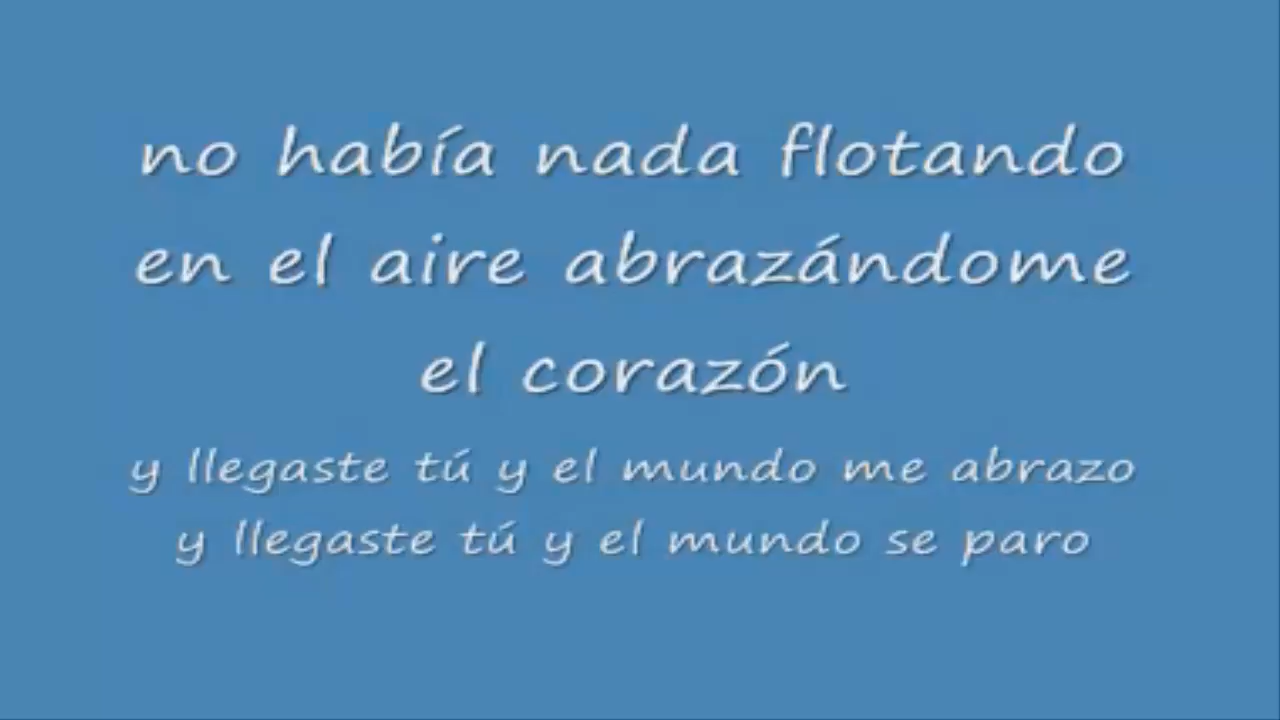 no había nada flotando
en el aire abrazándome
el corazón
y llegaste tú y el mundo me abrazo
y llegaste tú y el mundo se paro